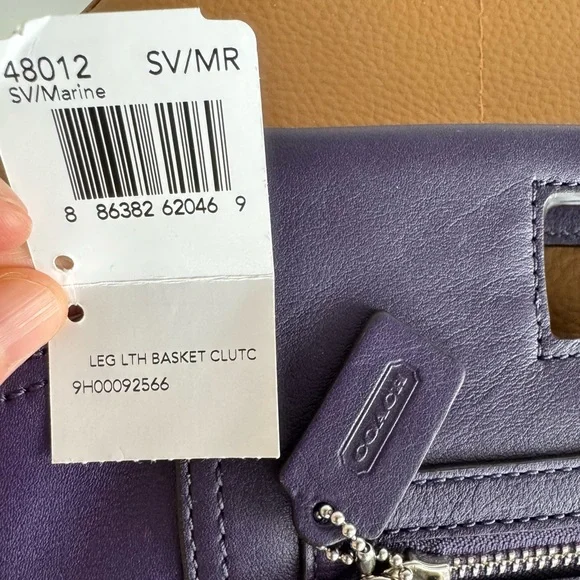 48012 SV/MR
SV/Marine
8 86382 62046 9
LEG LTH BASKET CLUTC
9H00092566
COACH